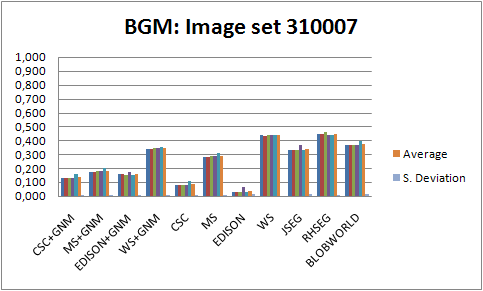 BGM: Image set 310007
1,000
0,900
0,800
0,700
0,600
0,500
0,400
0,300
0,200
0,100
0,000
Average
S. Deviation
CSC+GNM
MS+GNM
EDISON+GNM
WS+GNM
CSC
MS
EDISON
WS
JSEG
RHSEG
BLOBWORLD